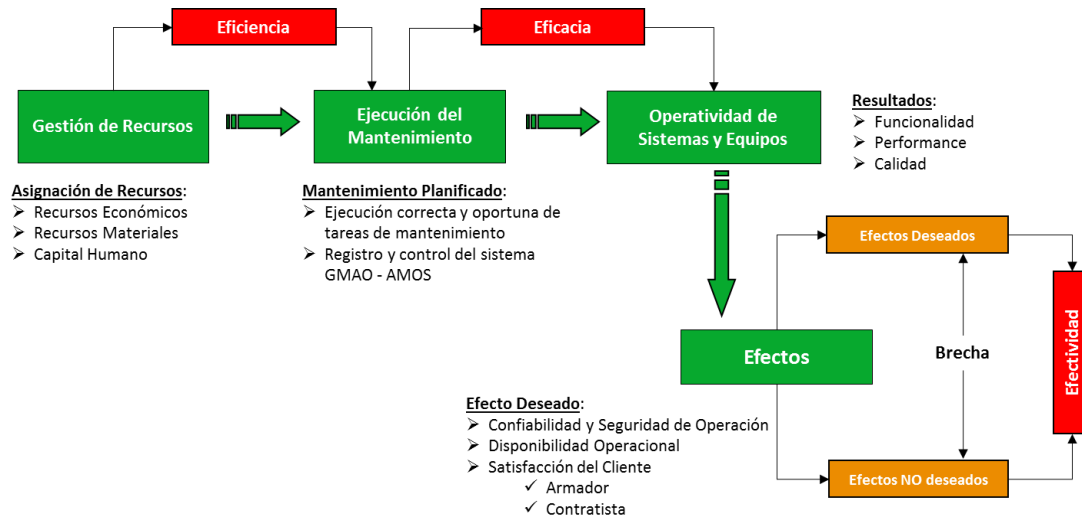 Eficiencia
Eficacia
Gestión de Recursos
Ejecución del
Mantenimiento
Operatividad de
Sistemas y Equipos
Resultados:
➢ Funcionalidad
➢ Performance
➢ Calidad
Asignación de Recursos:
➢ Recursos Económicos
➢ Recursos Materiales
➢ Capital Humano
Mantenimiento Planificado:
➢ Ejecución correcta y oportuna de
tareas de mantenimiento
➢ Registro y control del sistema
GMAO - AMOS
Efectos Deseados
Efectos
Brecha
Efectividad
Efecto Deseado:
➢ Confiabilidad y Seguridad de Operación
➢ Disponibilidad Operacional
➢ Satisfacción del Cliente
✓ Armador
✓ Contratista
Efectos NO deseados